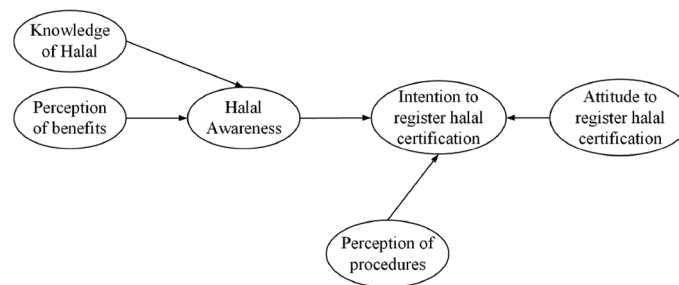 Knowledge
of Halal
Perception
of benefits
Halal
Awareness
Intention to
register halal
certification
Attitude to
register halal
certification
Perception of
procedures